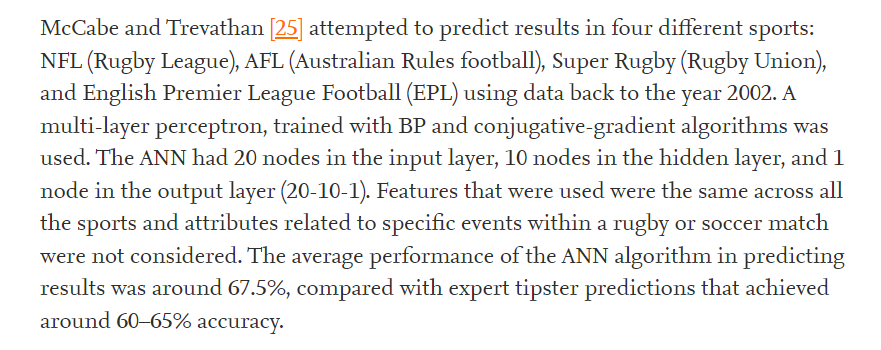 McCabe and Trevathan [25] attempted to predict results in four different sports:
NFL (Rugby League), AFL (Australian Rules football), Super Rugby (Rugby Union),
and English Premier League Football (EPL) using data back to the year 2002. A
multi-layer perceptron, trained with BP and conjugative-gradient algorithms was
used. The ANN had 20 nodes in the input layer, 10 nodes in the hidden layer, and 1
node in the output layer (20-10-1). Features that were used were the same across all
the sports and attributes related to specific events within a rugby or soccer match
were not considered. The average performance of the ANN algorithm in predicting
results was around 67.5%, compared with expert tipster predictions that achieved
around 60–65% accuracy.